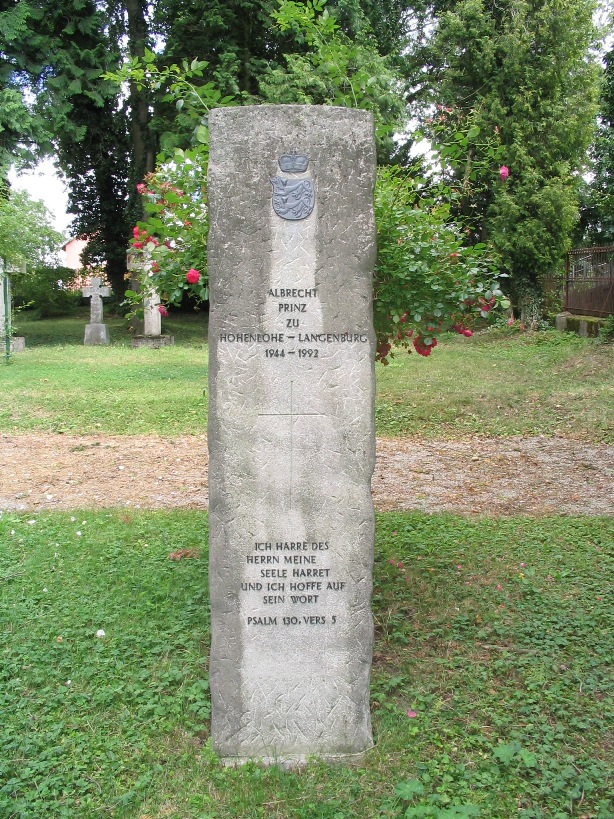 ALBRECHT
PRINZ
ZU
HOHENLOHE - LANGENBURG
1944 - 1992
ICH HARRE DES
HERRN MEINE
SEELE HARRET
UND ICH HOFFE AUF
SEIN WORT
PSALM 130, VERS 5